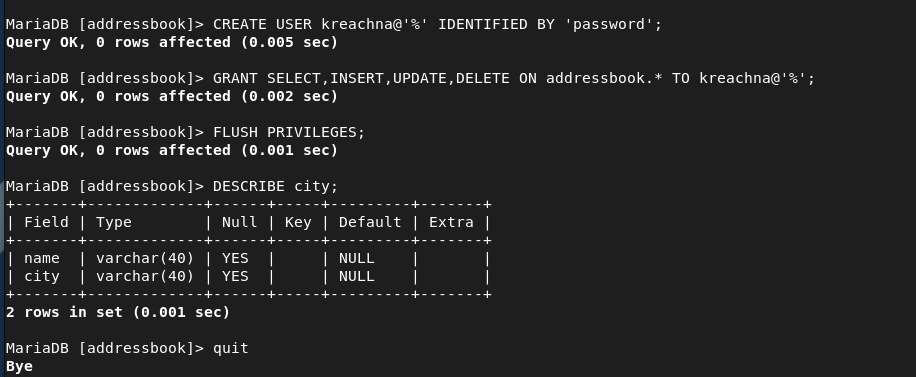 MariaDB [addressbook]> CREATE USER kreachna@'%' IDENTIFIED BY 'password';
Query OK, 0 rows affected (0.005 sec)
MariaDB [addressbook]> GRANT SELECT,INSERT,UPDATE,DELETE ON addressbook.* TO kreachna@'%';
Query OK, 0 rows affected (0.002 sec)
MariaDB [addressbook]> FLUSH PRIVILEGES;
Query OK, 0 rows affected (0.001 sec)
MariaDB [addressbook]> DESCRIBE city;
+-------+-------------+------+-----+---------+-------+
| Field | Type        | Null | Key | Default | Extra |
+-------+-------------+------+-----+---------+-------+
| name  | varchar(40) | YES  |     | NULL    |       |
| city  | varchar(40) | YES  |     | NULL    |       |
+-------+-------------+------+-----+---------+-------+
2 rows in set (0.001 sec)
MariaDB [addressbook]> quit
Bye